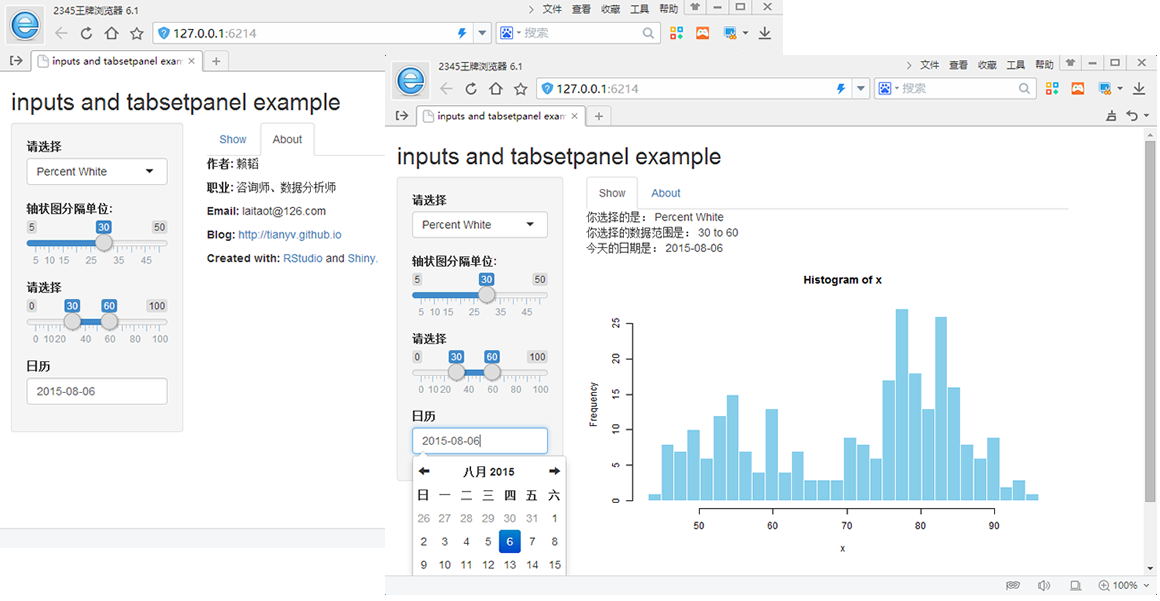 2345王牌浏览器 6.1
文件 查看 收藏 工具 帮助
127.0.0.1:6214
搜索
inputs and tabsetpanel exam
inputs and tabsetpanel example
请选择
Percent White
轴状图分隔单位:
5 30 50
5 10 15 25 35 45
请选择
0 30 60 100
0 10 20 40 60 80 100
日历
2015-08-06
Show About
作者: 赖韬
职业: 咨询师、数据分析师
Email: laitaot@126.com
Blog: http://tianyv.github.io
Created with: RStudio and Shiny.
2345王牌浏览器 6.1
文件 查看 收藏 工具 帮助
127.0.0.1:6214
搜索
inputs and tabsetpanel exam
inputs and tabsetpanel example
请选择
Percent White
轴状图分隔单位:
5 30 50
5 10 15 25 35 45
请选择
0 30 60 100
0 10 20 40 60 80 100
日历
2015-08-06
八月 2015
日 一 二 三 四 五 六
26 27 28 29 30 31 1
2 3 4 5 6 7 8
9 10 11 12 13 14 15
Show About
你选择的是： Percent White
你选择的数据范围是： 30 to 60
今天的日期是： 2015-08-06
Histogram of x
Frequency
25
20
15
10
5
0
50 60 70 80 90
x
100%